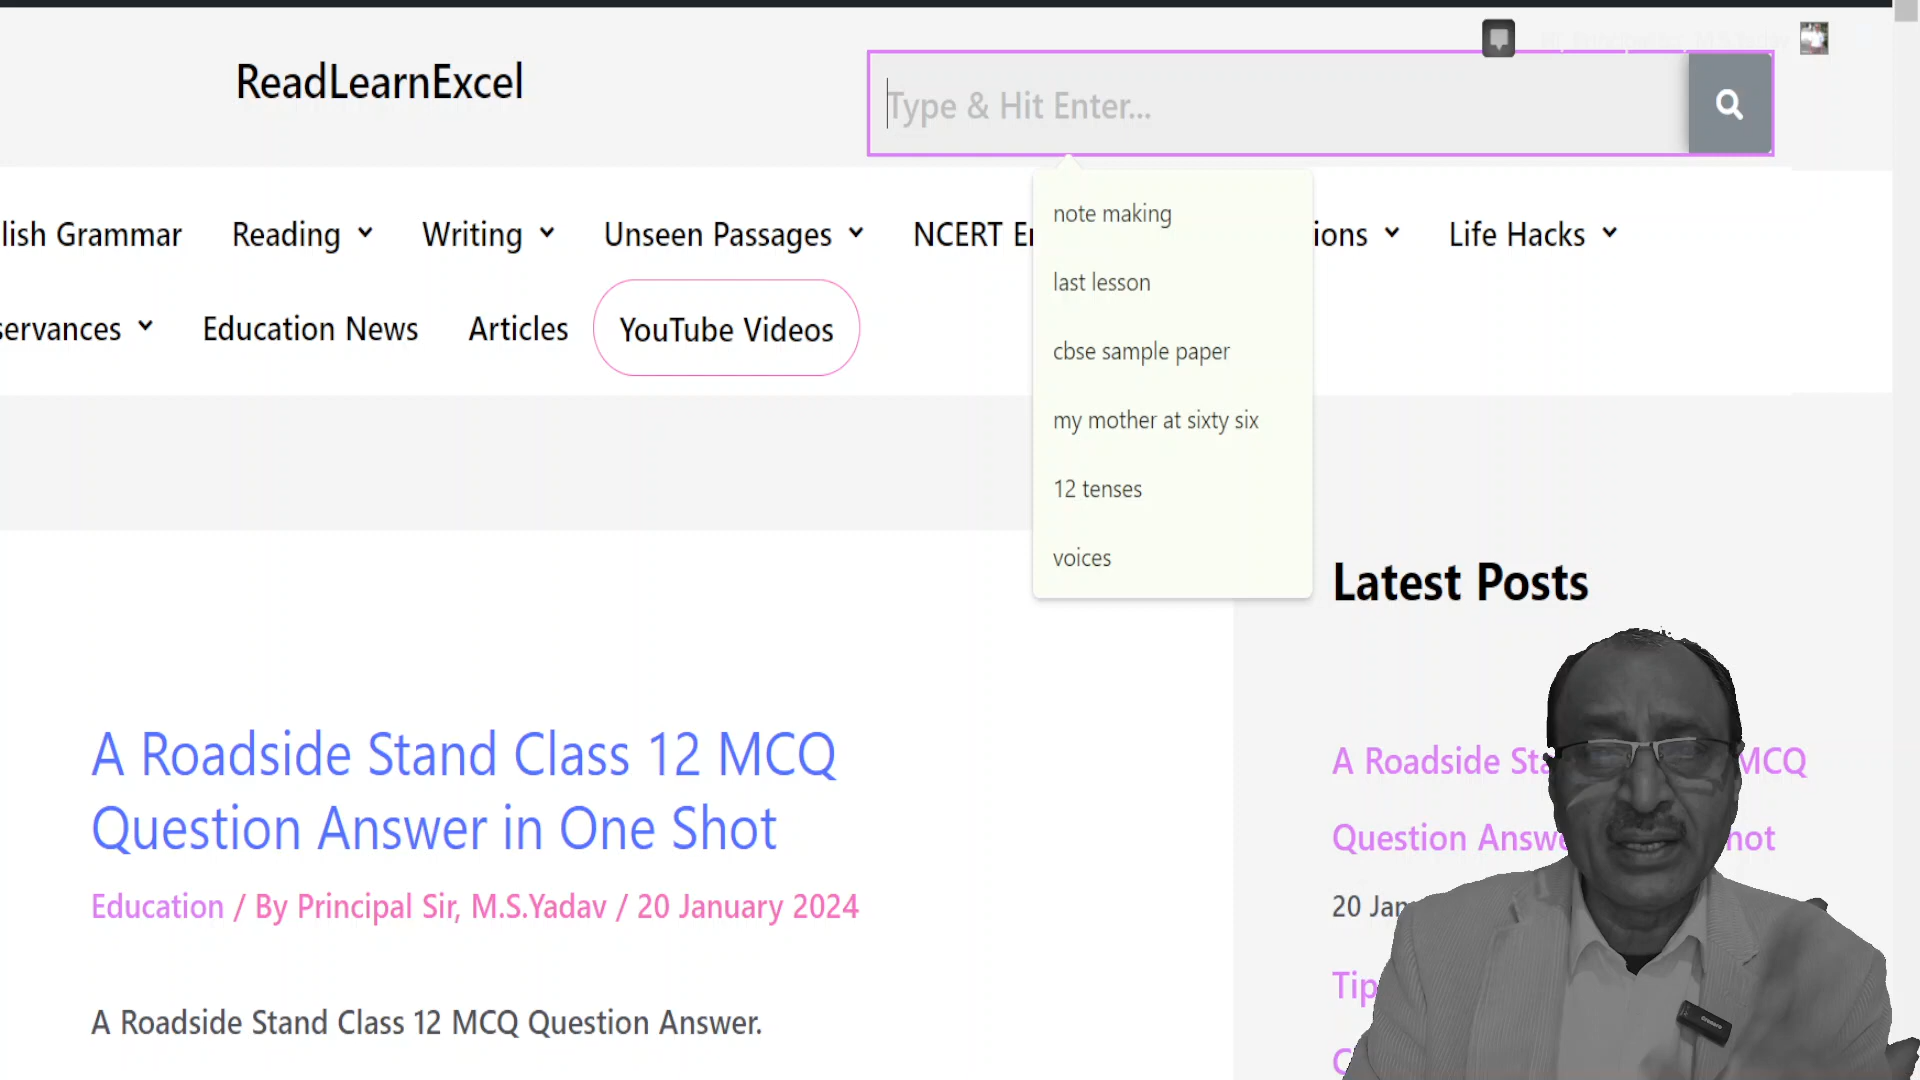 ReadLearnExcel
Type & Hit Enter...
lish Grammar Reading Writing Unseen Passages NCERT ions Life Hacks
servances Education News Articles YouTube Videos
note making
last lesson
cbse sample paper
my mother at sixty six
12 tenses
voices
A Roadside Stand Class 12 MCQ
Question Answer in One Shot
Education / By Principal Sir, M.S.Yadav / 20 January 2024
A Roadside Stand Class 12 MCQ Question Answer.
Latest Posts
A Roadside Sta MCQ
Question Answe hot
20 Jan
Tip